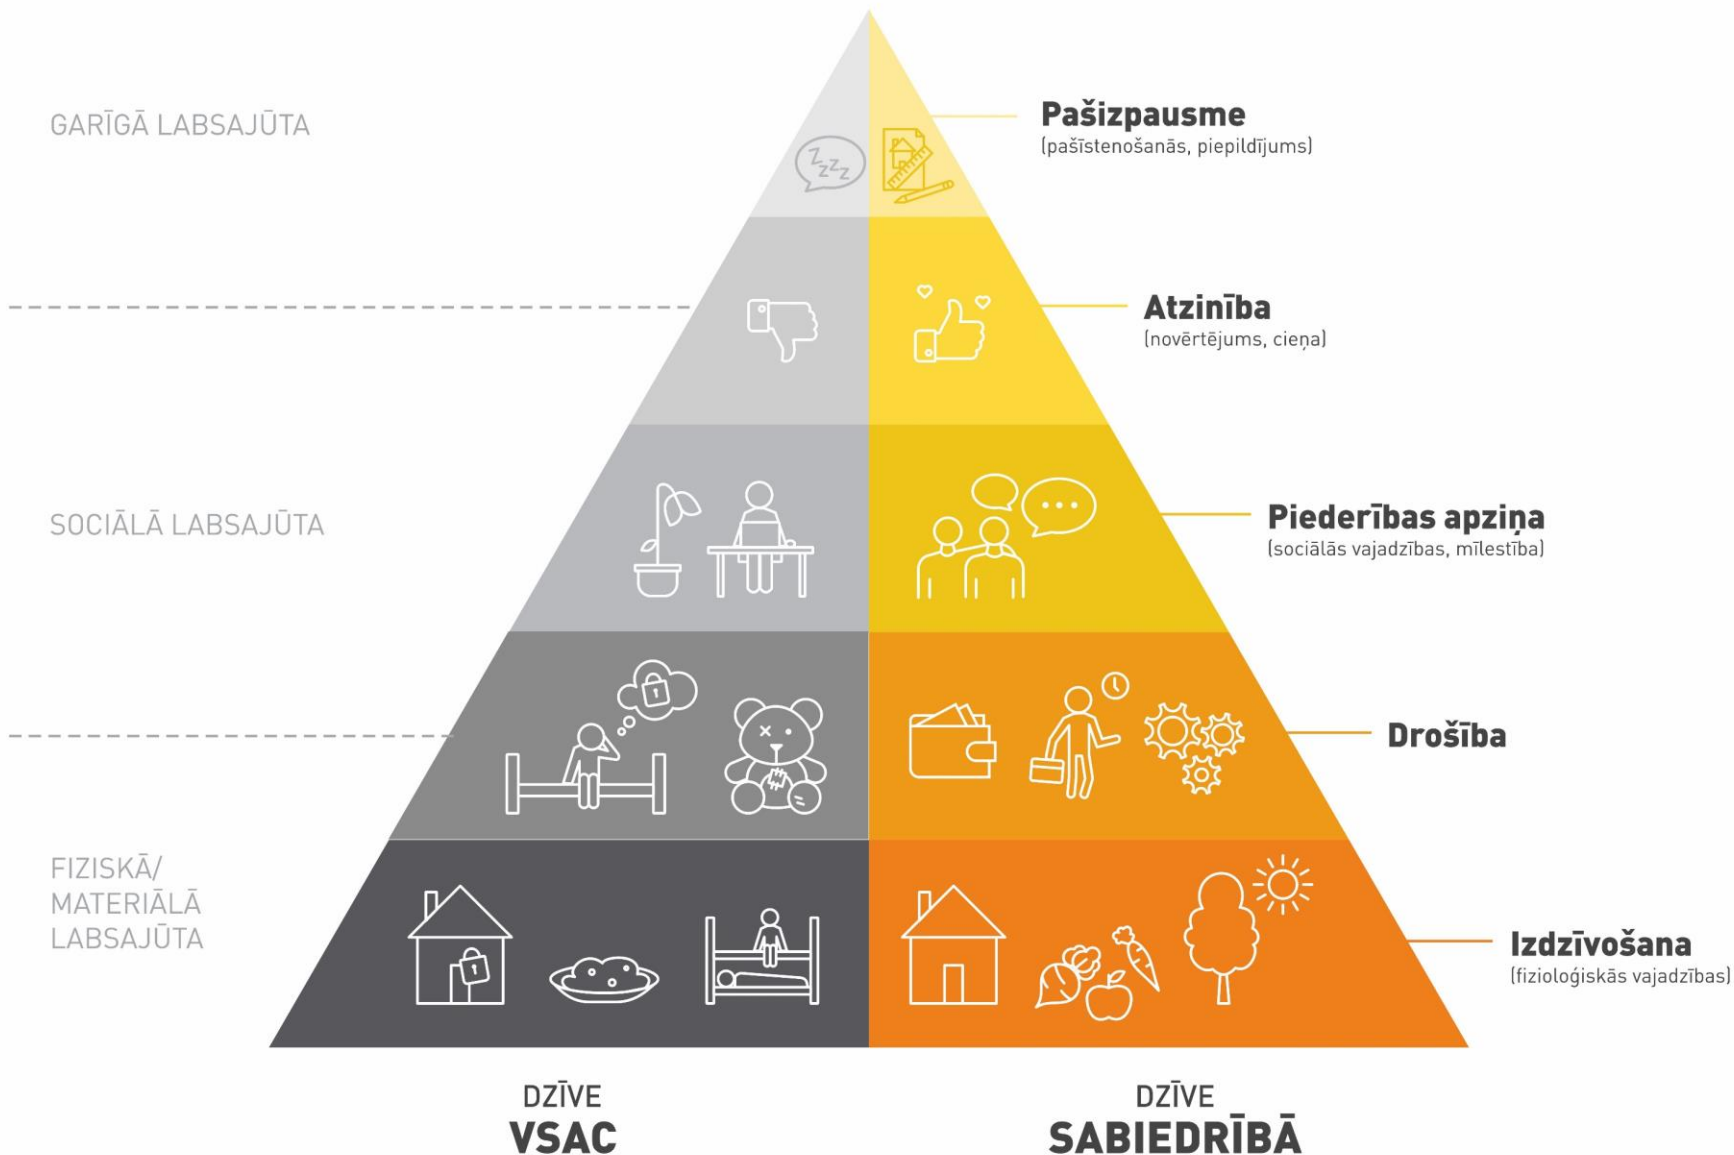 GARĪGĀ LABSAJŪTA
Pašizpausme
(pašīstenošanās, piepildījums)
Zzzz
Atzinība
(novērtējums, cieņa)
SOCIĀLĀ LABSAJŪTA
Piederības apziņa
(sociālās vajadzības, mīlestība)
Drošība
FIZISKĀ/
MATERIĀLĀ
LABSAJŪTA
Izdzīvošana
(fizioloģiskās vajadzības)
DZĪVE
VSAC
DZĪVE
SABIEDRĪBĀ